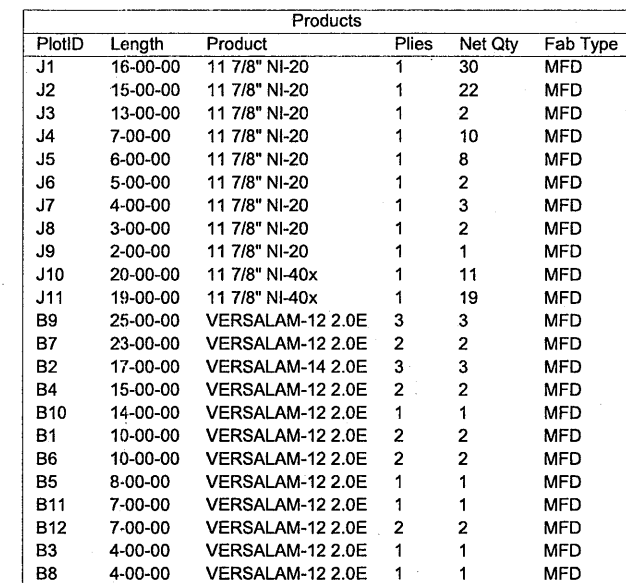 Products
PlotID Length Product Plies Net Qty Fab Type
J1 16-00-00 11 7/8" NI-20 1 30 MFD
J2 15-00-00 11 7/8" NI-20 1 22 MFD
J3 13-00-00 11 7/8" NI-20 1 2 MFD
J4 7-00-00 11 7/8" NI-20 1 10 MFD
J5 6-00-00 11 7/8" NI-20 1 8 MFD
J6 5-00-00 11 7/8" NI-20 1 2 MFD
J7 4-00-00 11 7/8" NI-20 1 3 MFD
J8 3-00-00 11 7/8" NI-20 1 2 MFD
J9 2-00-00 11 7/8" NI-20 1 1 MFD
J10 20-00-00 11 7/8" NI-40x 1 11 MFD
J11 19-00-00 11 7/8" NI-40x 1 19 MFD
B9 25-00-00 VERSALAM-12 2.0E 3 3 MFD
B7 23-00-00 VERSALAM-12 2.0E 2 2 MFD
B2 17-00-00 VERSALAM-14 2.0E 3 3 MFD
B4 15-00-00 VERSALAM-12 2.0E 2 2 MFD
B10 14-00-00 VERSALAM-12 2.0E 1 1 MFD
B1 10-00-00 VERSALAM-12 2.0E 2 2 MFD
B6 10-00-00 VERSALAM-12 2.0E 2 2 MFD
B5 8-00-00 VERSALAM-12 2.0E 1 1 MFD
B11 7-00-00 VERSALAM-12 2.0E 1 1 MFD
B12 7-00-00 VERSALAM-12 2.0E 2 2 MFD
B3 4-00-00 VERSALAM-12 2.0E 1 1 MFD
B8 4-00-00 VERSALAM-12 2.0E 1 1 MFD